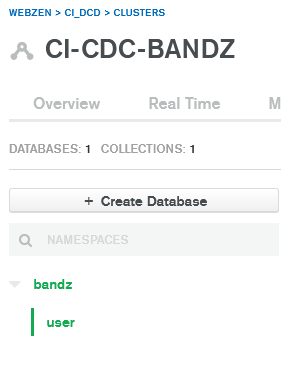 WEBZEN > CI_DCD > CLUSTERS
CI-CDC-BANDZ
Overview Real Time M
DATABASES: 1 COLLECTIONS: 1
+ Create Database
NAMESPACES
bandz
user